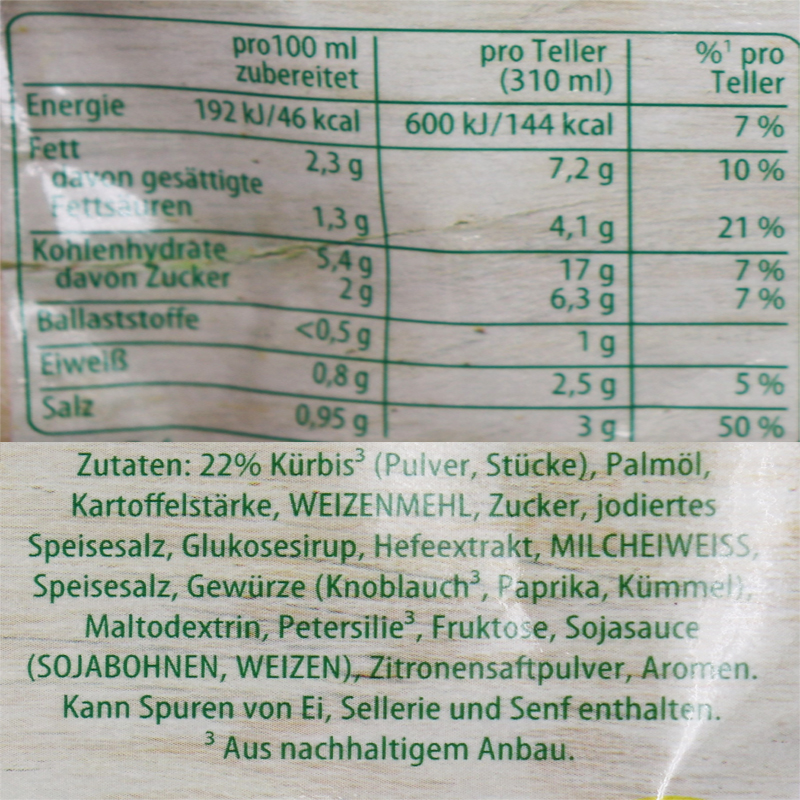 pro100 ml pro Teller %¹ pro
zubereitet (310 ml) Teller
Energie 192 kJ/46 kcal 600 kJ/144 kcal 7 %
Fett 2,3 g 7,2 g 10 %
davon gesättigte
Fettsäuren 1,3 g 4,1 g 21 %
Kohlenhydrate 5,4 g 17 g 7 %
davon Zucker 2 g 6,3 g 7 %
Ballaststoffe <0,5 g 1 g
Eiweiß 0,8 g 2,5 g 5 %
Salz 0,95 g 3 g 50 %
Zutaten: 22% Kürbis³ (Pulver, Stücke), Palmöl,
Kartoffelstärke, WEIZENMEHL, Zucker, jodiertes
Speisesalz, Glukosesirup, Hefeextrakt, MILCHEIWEISS,
Speisesalz, Gewürze (Knoblauch³, Paprika, Kümmel),
Maltodextrin, Petersilie³, Fruktose, Sojasauce
(SOJABOHNEN, WEIZEN), Zitronensaftpulver, Aromen.
Kann Spuren von Ei, Sellerie und Senf enthalten.
³ Aus nachhaltigem Anbau.